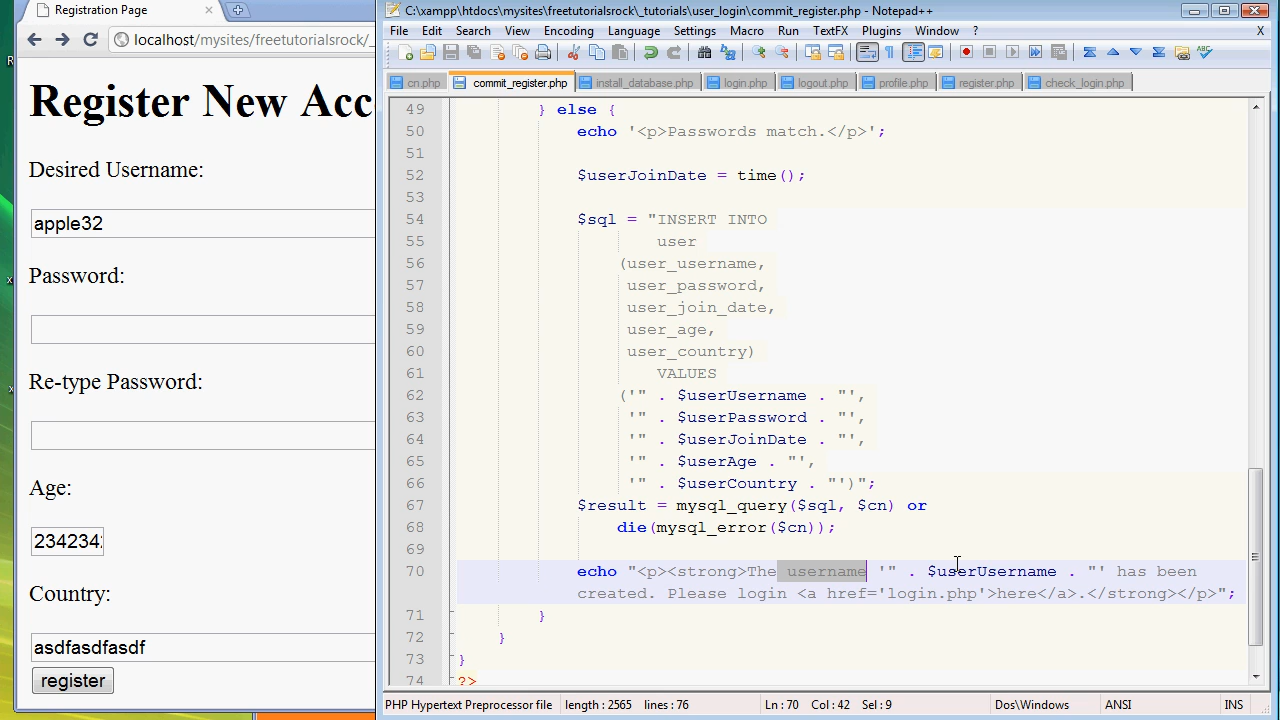 Registration Page
localhost/mysites/freetutorialsrock/_
Register New Acc
Desired Username:
apple32
Password:
Re-type Password:
Age:
234234
Country:
asdfasdfasdf
register
C:\xampp\htdocs\mysites\freetutorialsrock\_tutorials\user_login\commit_register.php - Notepad++
File Edit Search View Encoding Language Settings Macro Run TextFX Plugins Window ? X
cn.php commit_register.php install_database.php login.php logout.php profile.php register.php check_login.php
49 } else {
50 echo '<p>Passwords match.</p>';
51
52 $userJoinDate = time();
53
54 $sql = "INSERT INTO
55 user
56 (user_username,
57 user_password,
58 user_join_date,
59 user_age,
60 user_country)
61 VALUES
62 ('" . $userUsername . "',
63 '" . $userPassword . "',
64 '" . $userJoinDate . "',
65 '" . $userAge . "',
66 '" . $userCountry . "')";
67 $result = mysql_query($sql, $cn) or
68 die(mysql_error($cn));
69
70 echo "<p><strong>The username '" . $userUsername . "' has been
created. Please login <a href='login.php'>here</a>.</strong></p>";
71 }
72 }
73 }
74 ?>
PHP Hypertext Preprocessor file length : 2565 lines : 76 Ln : 70 Col : 42 Sel : 9 Dos\Windows ANSI INS